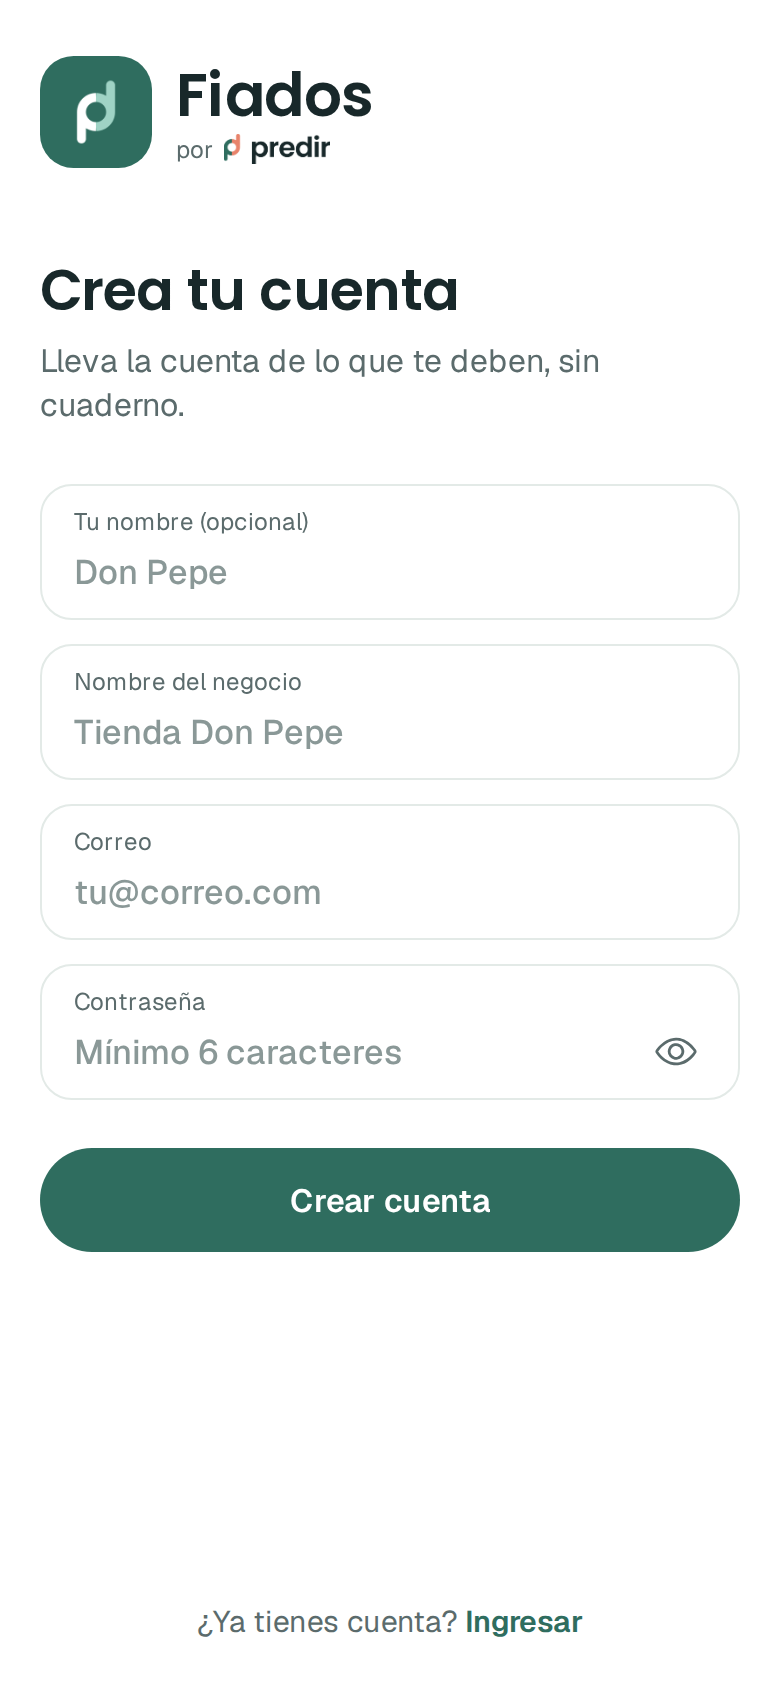 Fiados
por predir
Crea tu cuenta
Lleva la cuenta de lo que te deben, sin
cuaderno.
Tu nombre (opcional)
Don Pepe
Nombre del negocio
Tienda Don Pepe
Correo
tu@correo.com
Contraseña
Mínimo 6 caracteres
Crear cuenta
¿Ya tienes cuenta? Ingresar